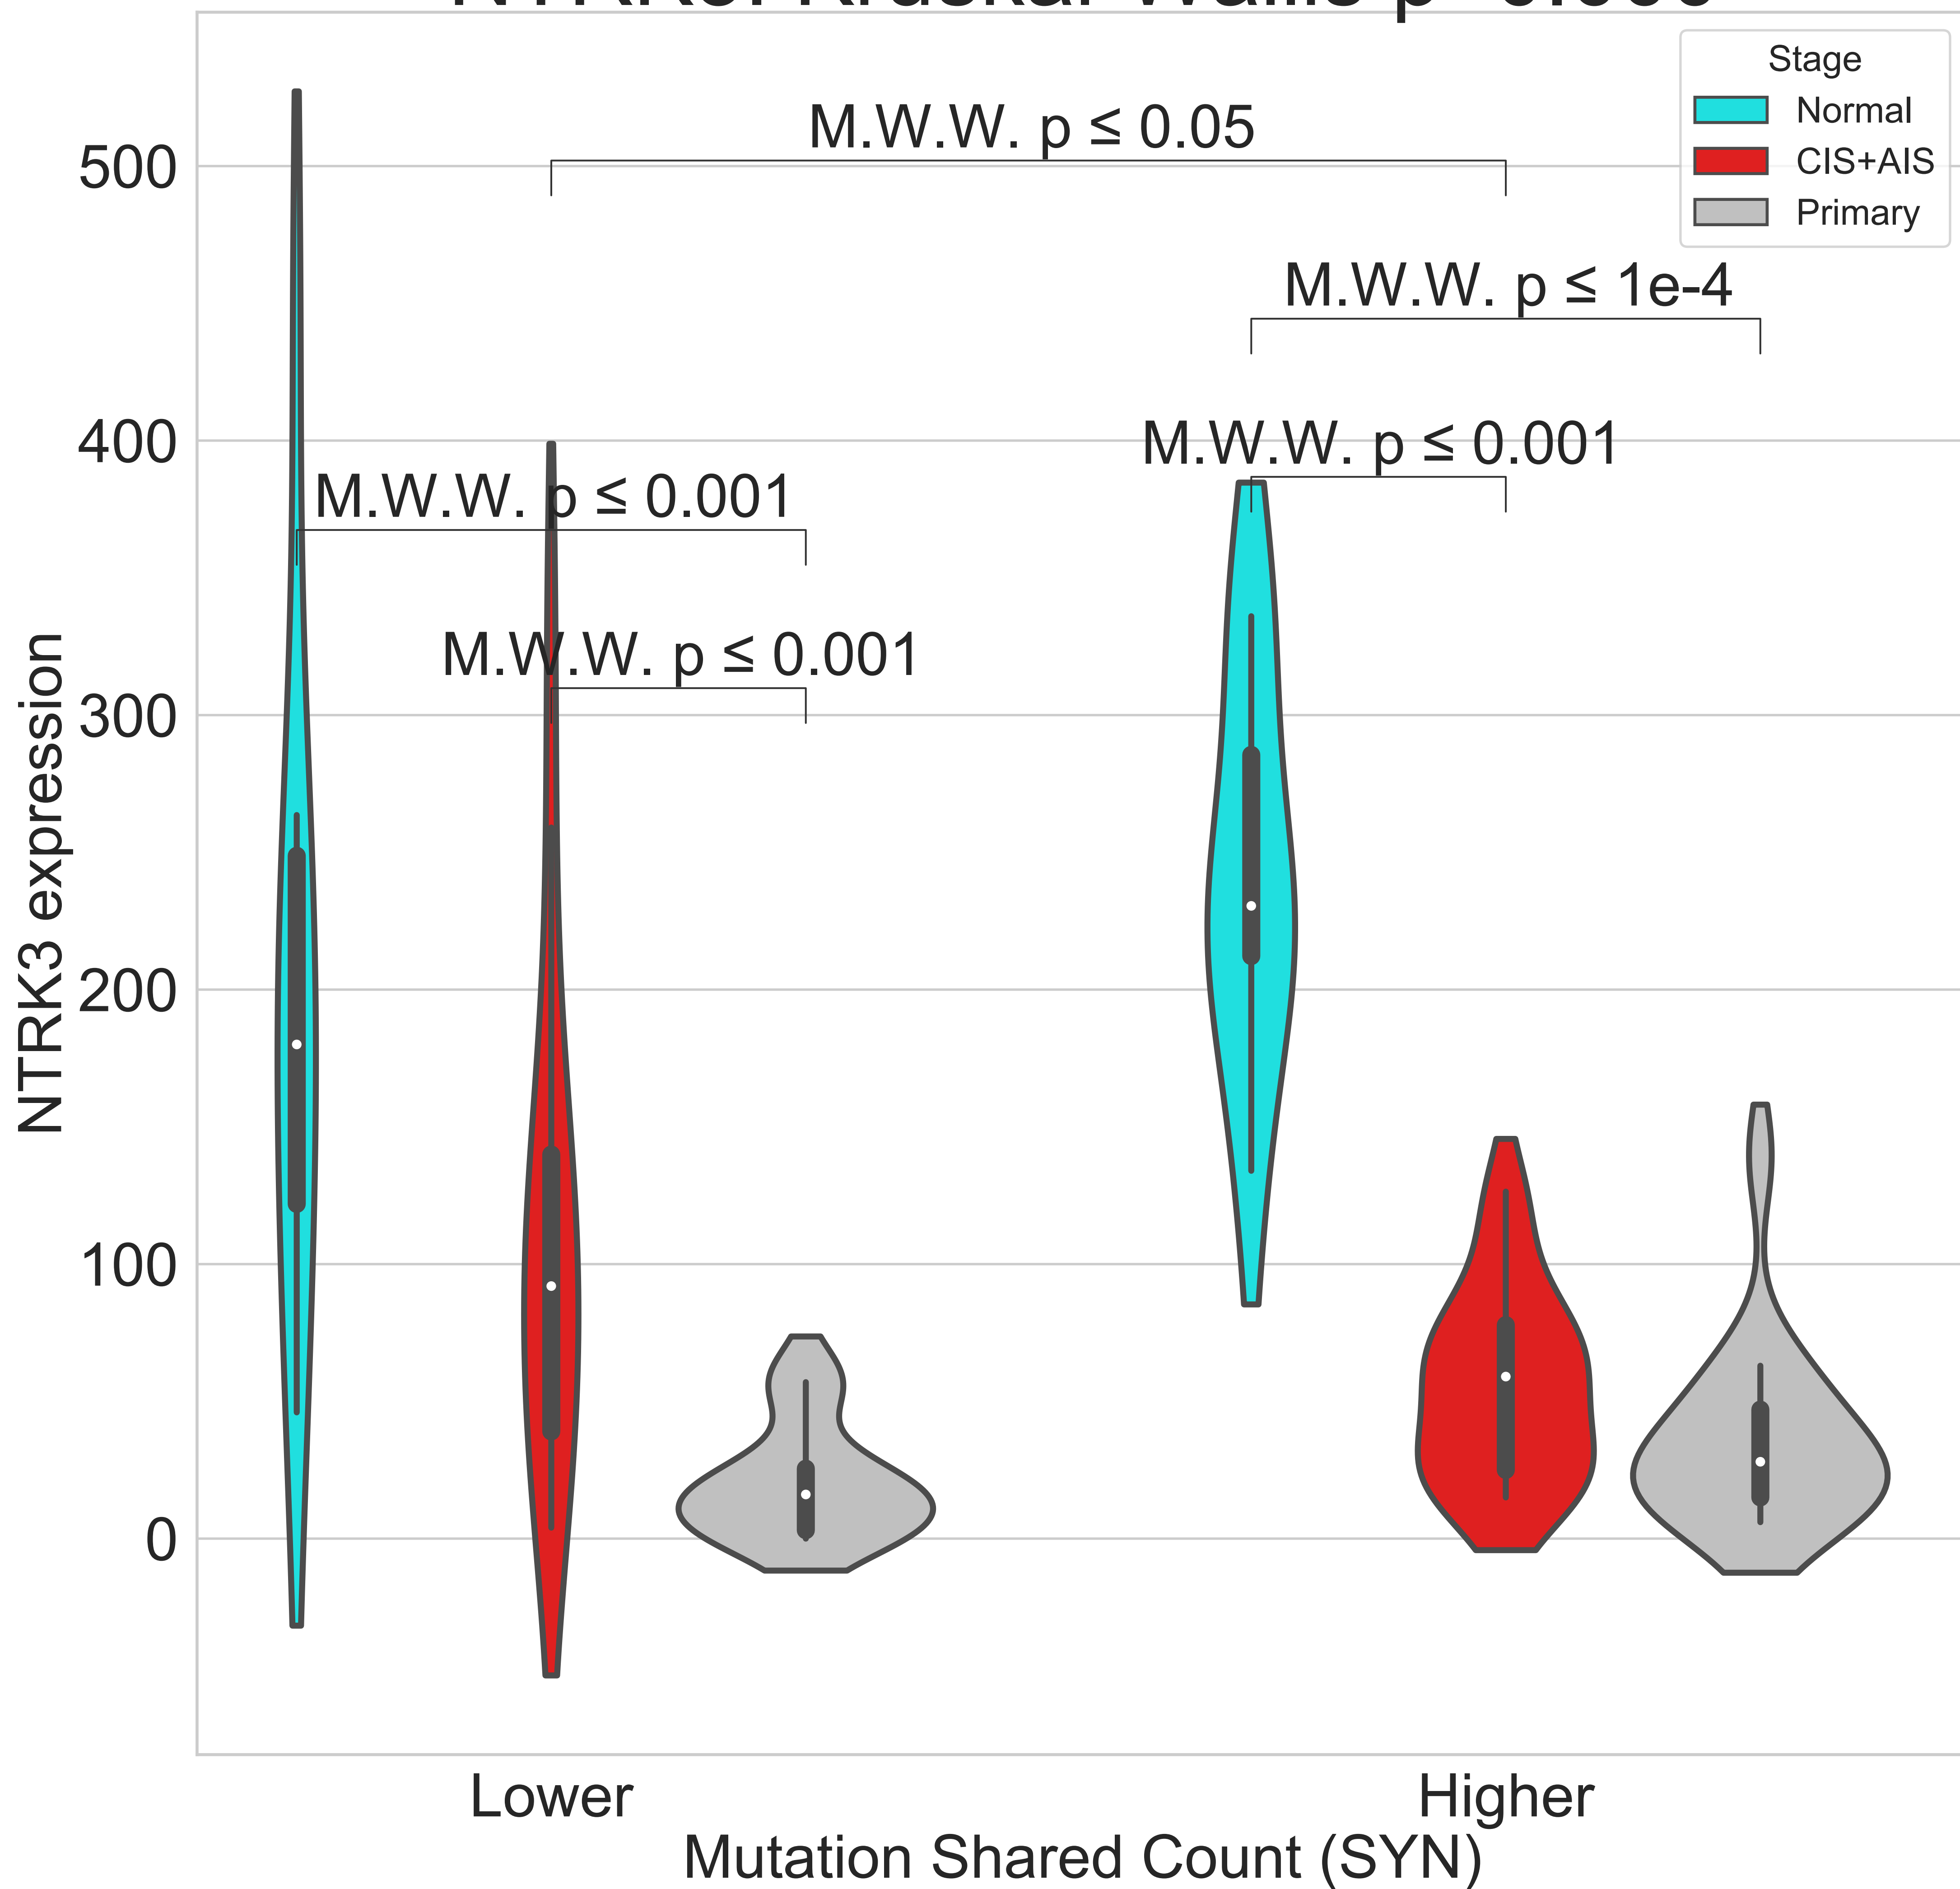 Stage
Normal
CIS+AIS
Primary
M.W.W. p ≤ 0.05
M.W.W. p ≤ 1e-4
M.W.W. p ≤ 0.001
M.W.W. p ≤ 0.001
M.W.W. p ≤ 0.001
NTRK3 expression
500
400
300
200
100
0
Lower
Higher
Mutation Shared Count (SYN)